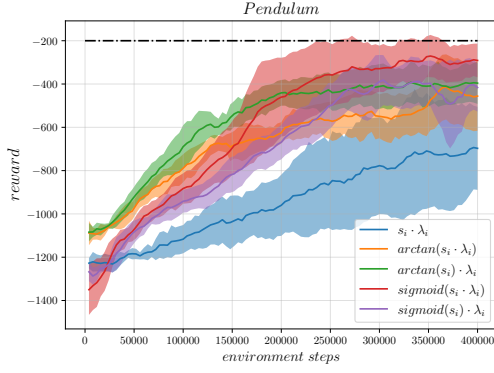 Pendulum
−200
−400
−600
−800
−1000
−1200
−1400
reward
0
50000
100000
150000
200000
250000
300000
350000
400000
environment steps
s_i · λ_i
arctan(s_i · λ_i)
arctan(s_i) · λ_i
sigmoid(s_i · λ_i)
sigmoid(s_i) · λ_i